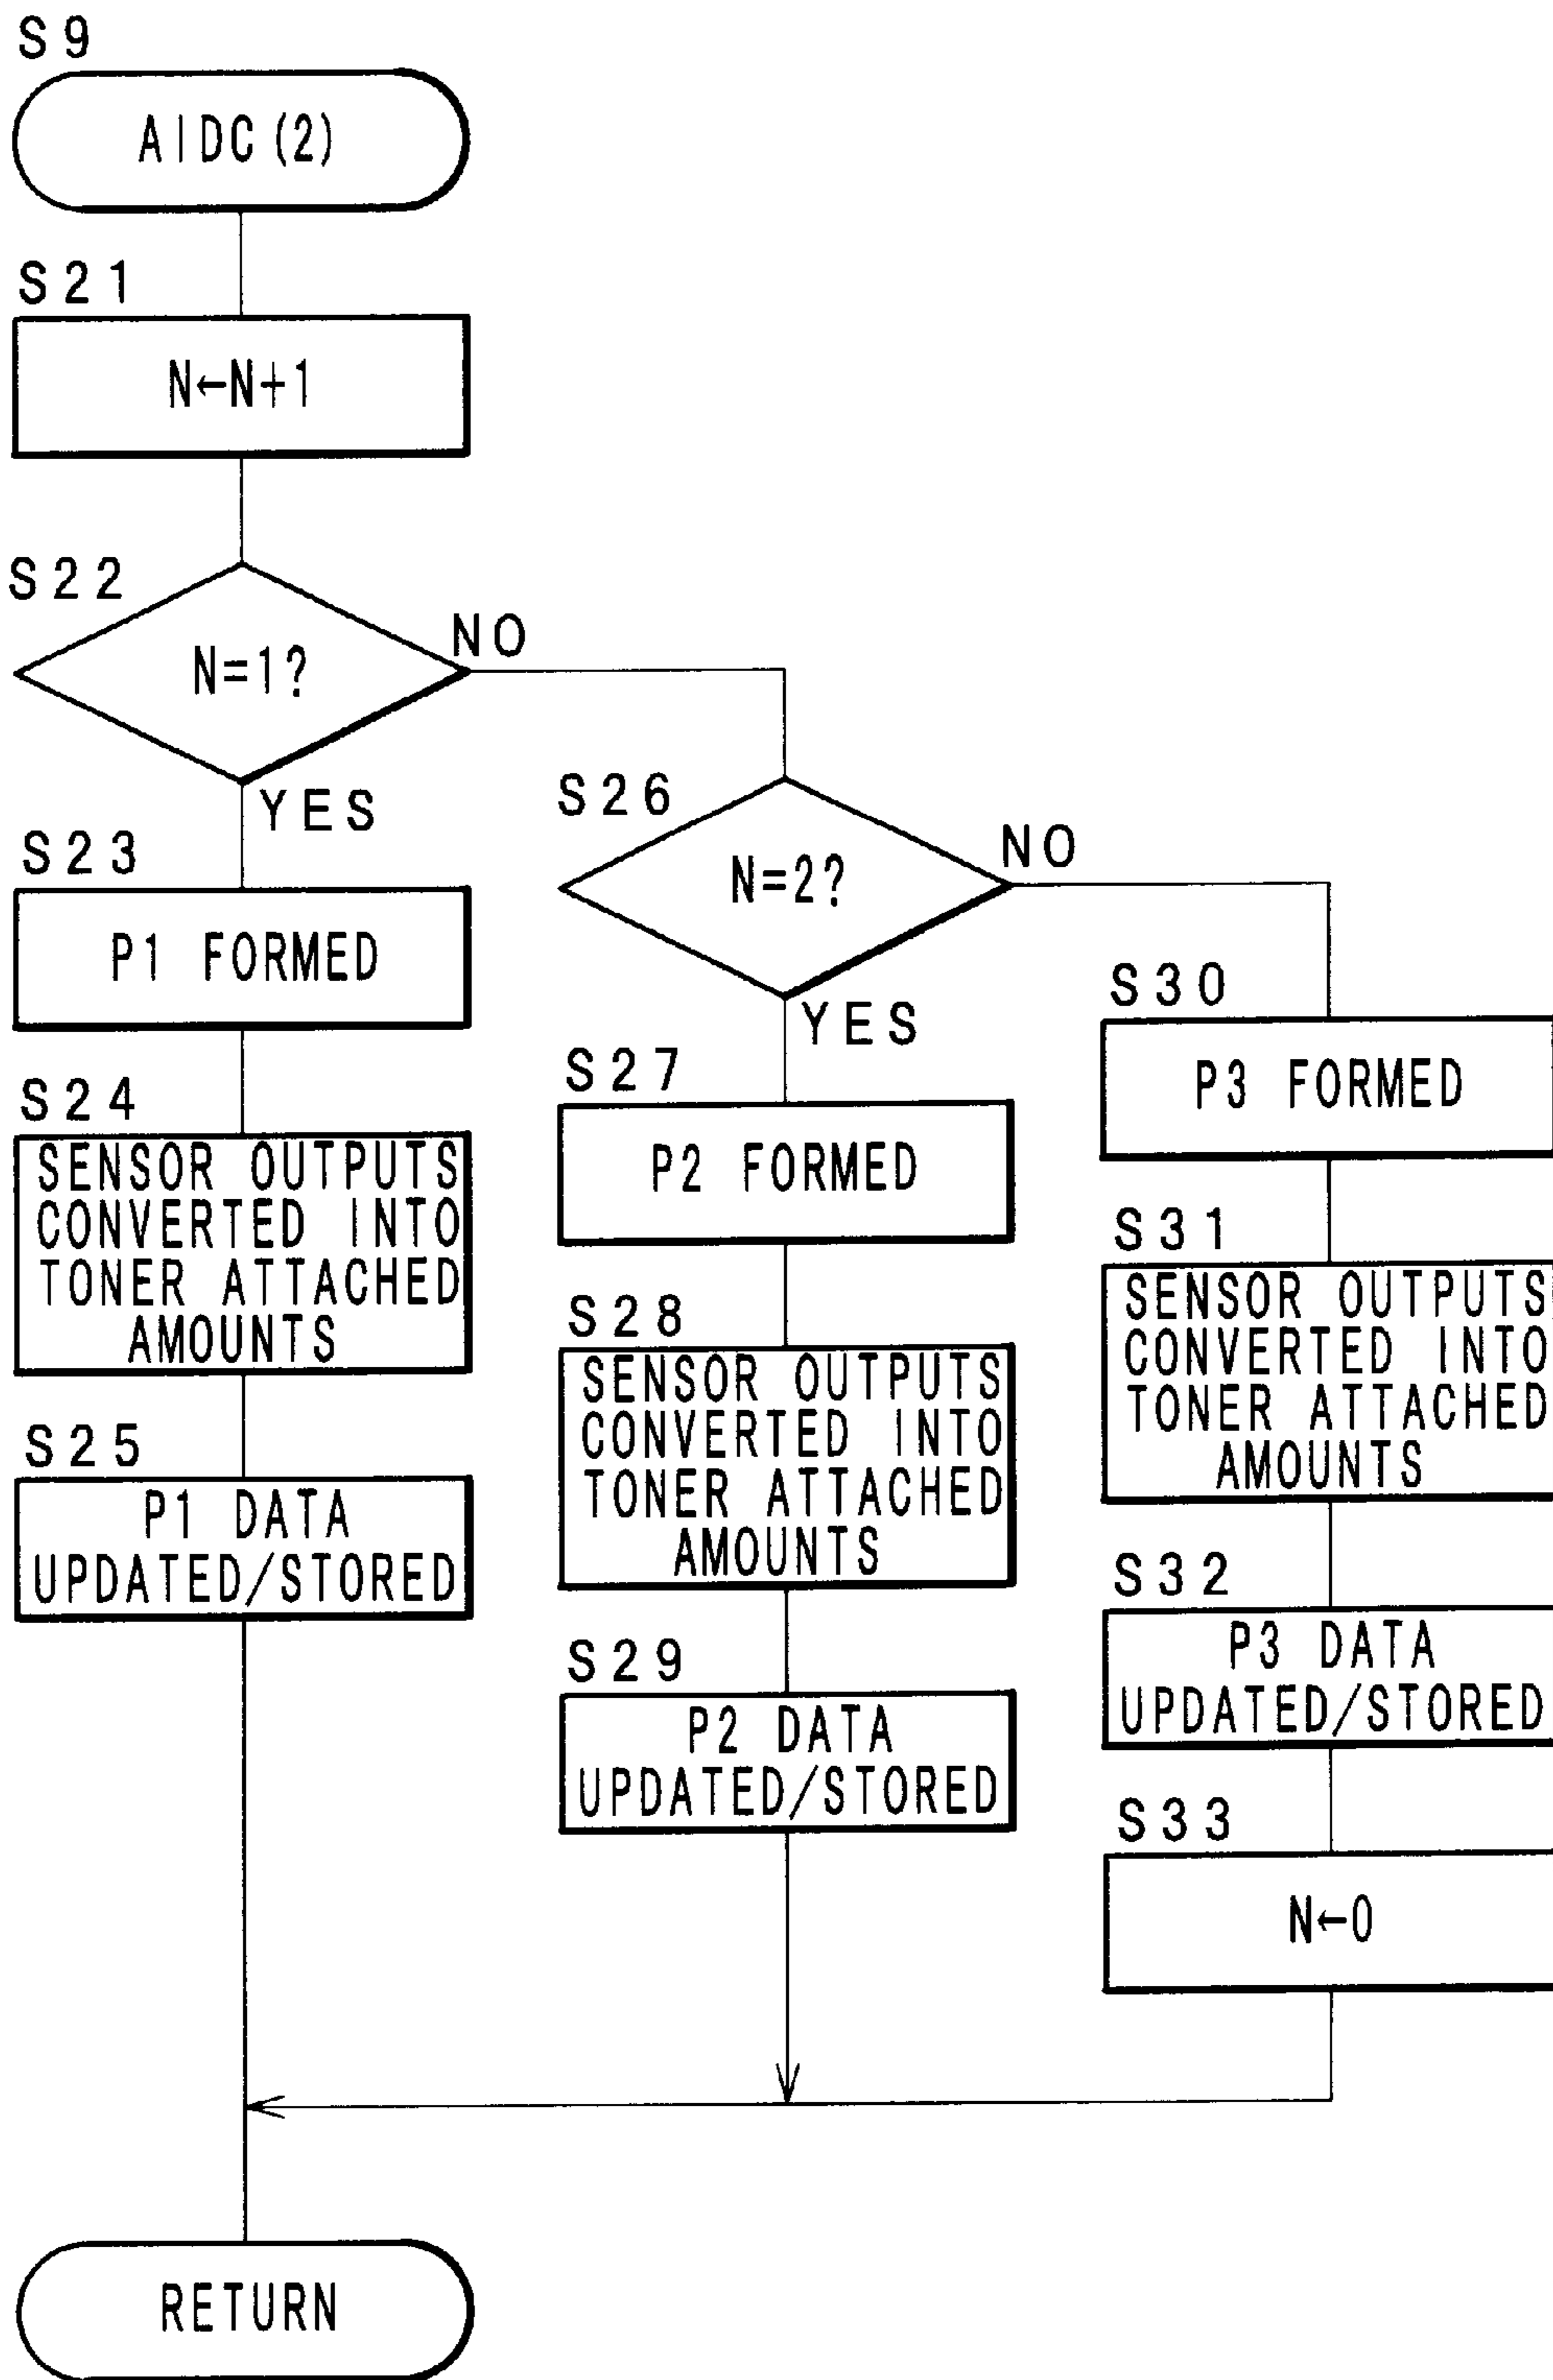 S9
AIDC(2)
S21
N←N+1
S22
N=1?
NO
YES
S23
P1 FORMED
S24
SENSOR OUTPUTS
CONVERTED INTO
TONER ATTACHED
AMOUNTS
S25
P1 DATA
UPDATED/STORED
S26
N=2?
NO
YES
S27
P2 FORMED
S28
SENSOR OUTPUTS
CONVERTED INTO
TONER ATTACHED
AMOUNTS
S29
P2 DATA
UPDATED/STORED
S30
P3 FORMED
S31
SENSOR OUTPUTS
CONVERTED INTO
TONER ATTACHED
AMOUNTS
S32
P3 DATA
UPDATED/STORED
S33
N←0
RETURN